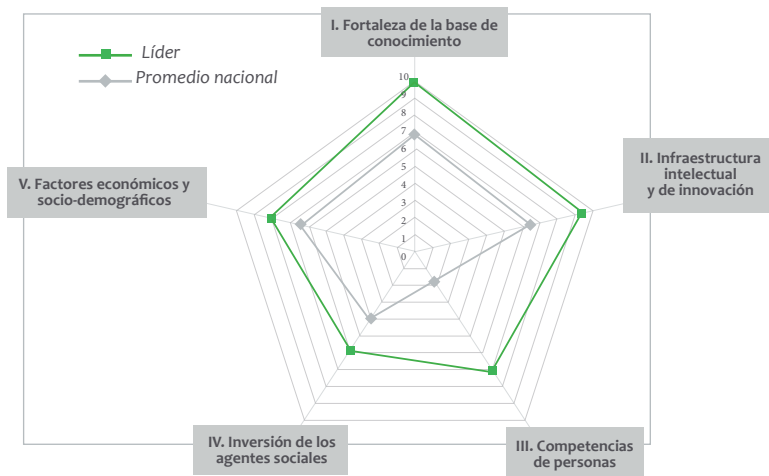 I. Fortaleza de la base de
conocimiento
Líder
Promedio nacional
10
9
8
7
6
5
4
3
2
1
0
II. Infraestructura
intelectual
y de innovación
V. Factores económicos y
socio-demográficos
IV. Inversión de los
agentes sociales
III. Competencias
de personas